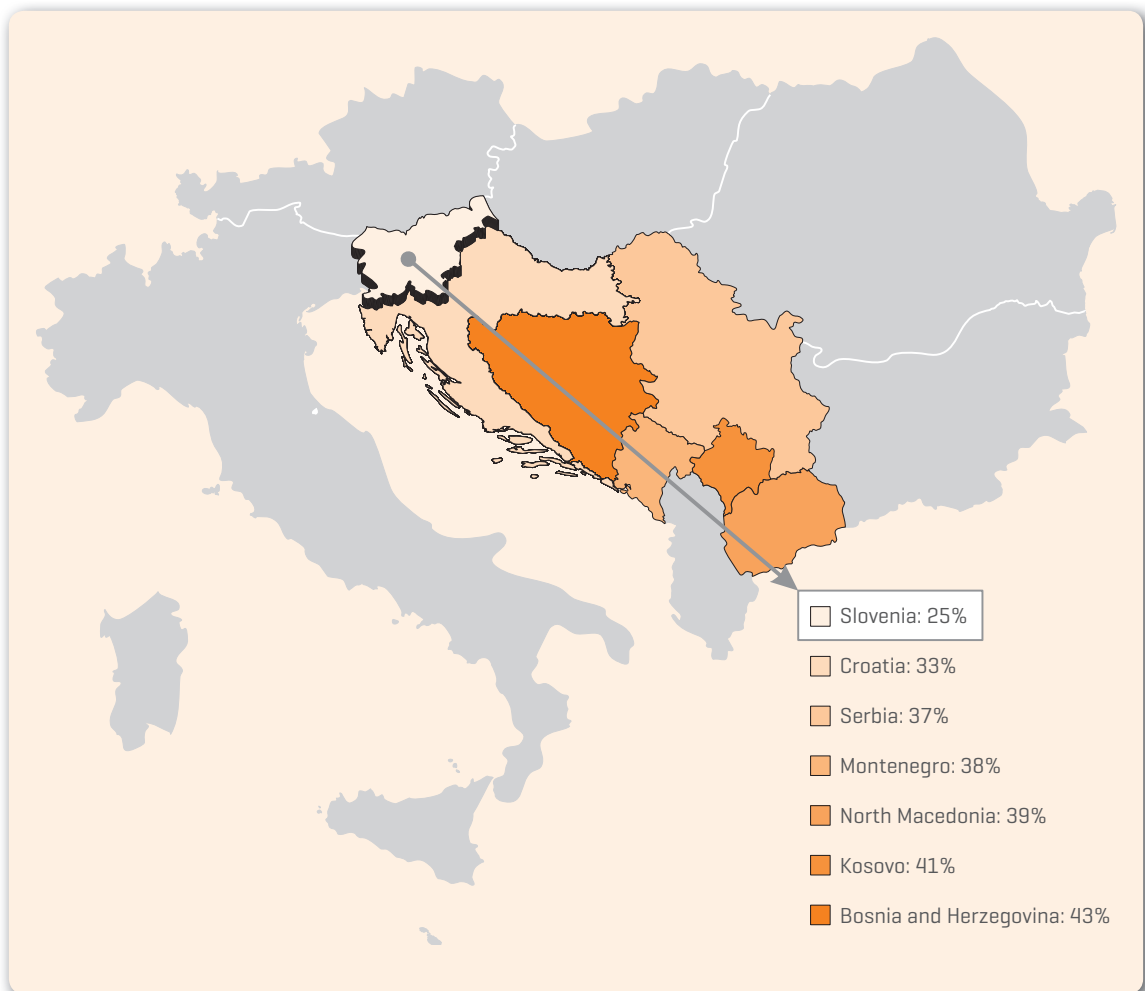 Slovenia: 25%
Croatia: 33%
Serbia: 37%
Montenegro: 38%
North Macedonia: 39%
Kosovo: 41%
Bosnia and Herzegovina: 43%